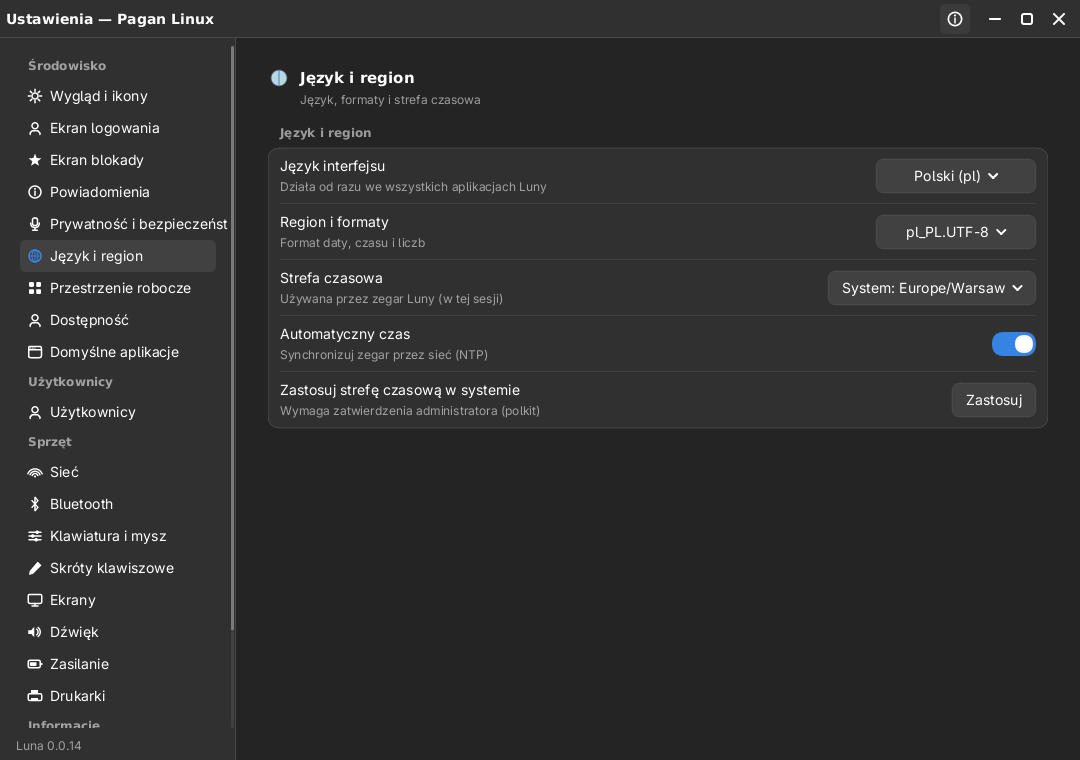 Ustawienia — Pagan Linux
Środowisko
Wygląd i ikony
Ekran logowania
Ekran blokady
Powiadomienia
Prywatność i bezpieczeńst
Język i region
Przestrzenie robocze
Dostępność
Domyślne aplikacje
Użytkownicy
Użytkownicy
Sprzęt
Sieć
Bluetooth
Klawiatura i mysz
Skróty klawiszowe
Ekrany
Dźwięk
Zasilanie
Drukarki
Informacje
Luna 0.0.14
Język i region
Język, formaty i strefa czasowa
Język i region
Język interfejsu
Polski (pl)
Działa od razu we wszystkich aplikacjach Luny
Region i formaty
pl_PL.UTF-8
Format daty, czasu i liczb
Strefa czasowa
System: Europe/Warsaw
Używana przez zegar Luny (w tej sesji)
Automatyczny czas
Synchronizuj zegar przez sieć (NTP)
Zastosuj strefę czasową w systemie
Zastosuj
Wymaga zatwierdzenia administratora (polkit)